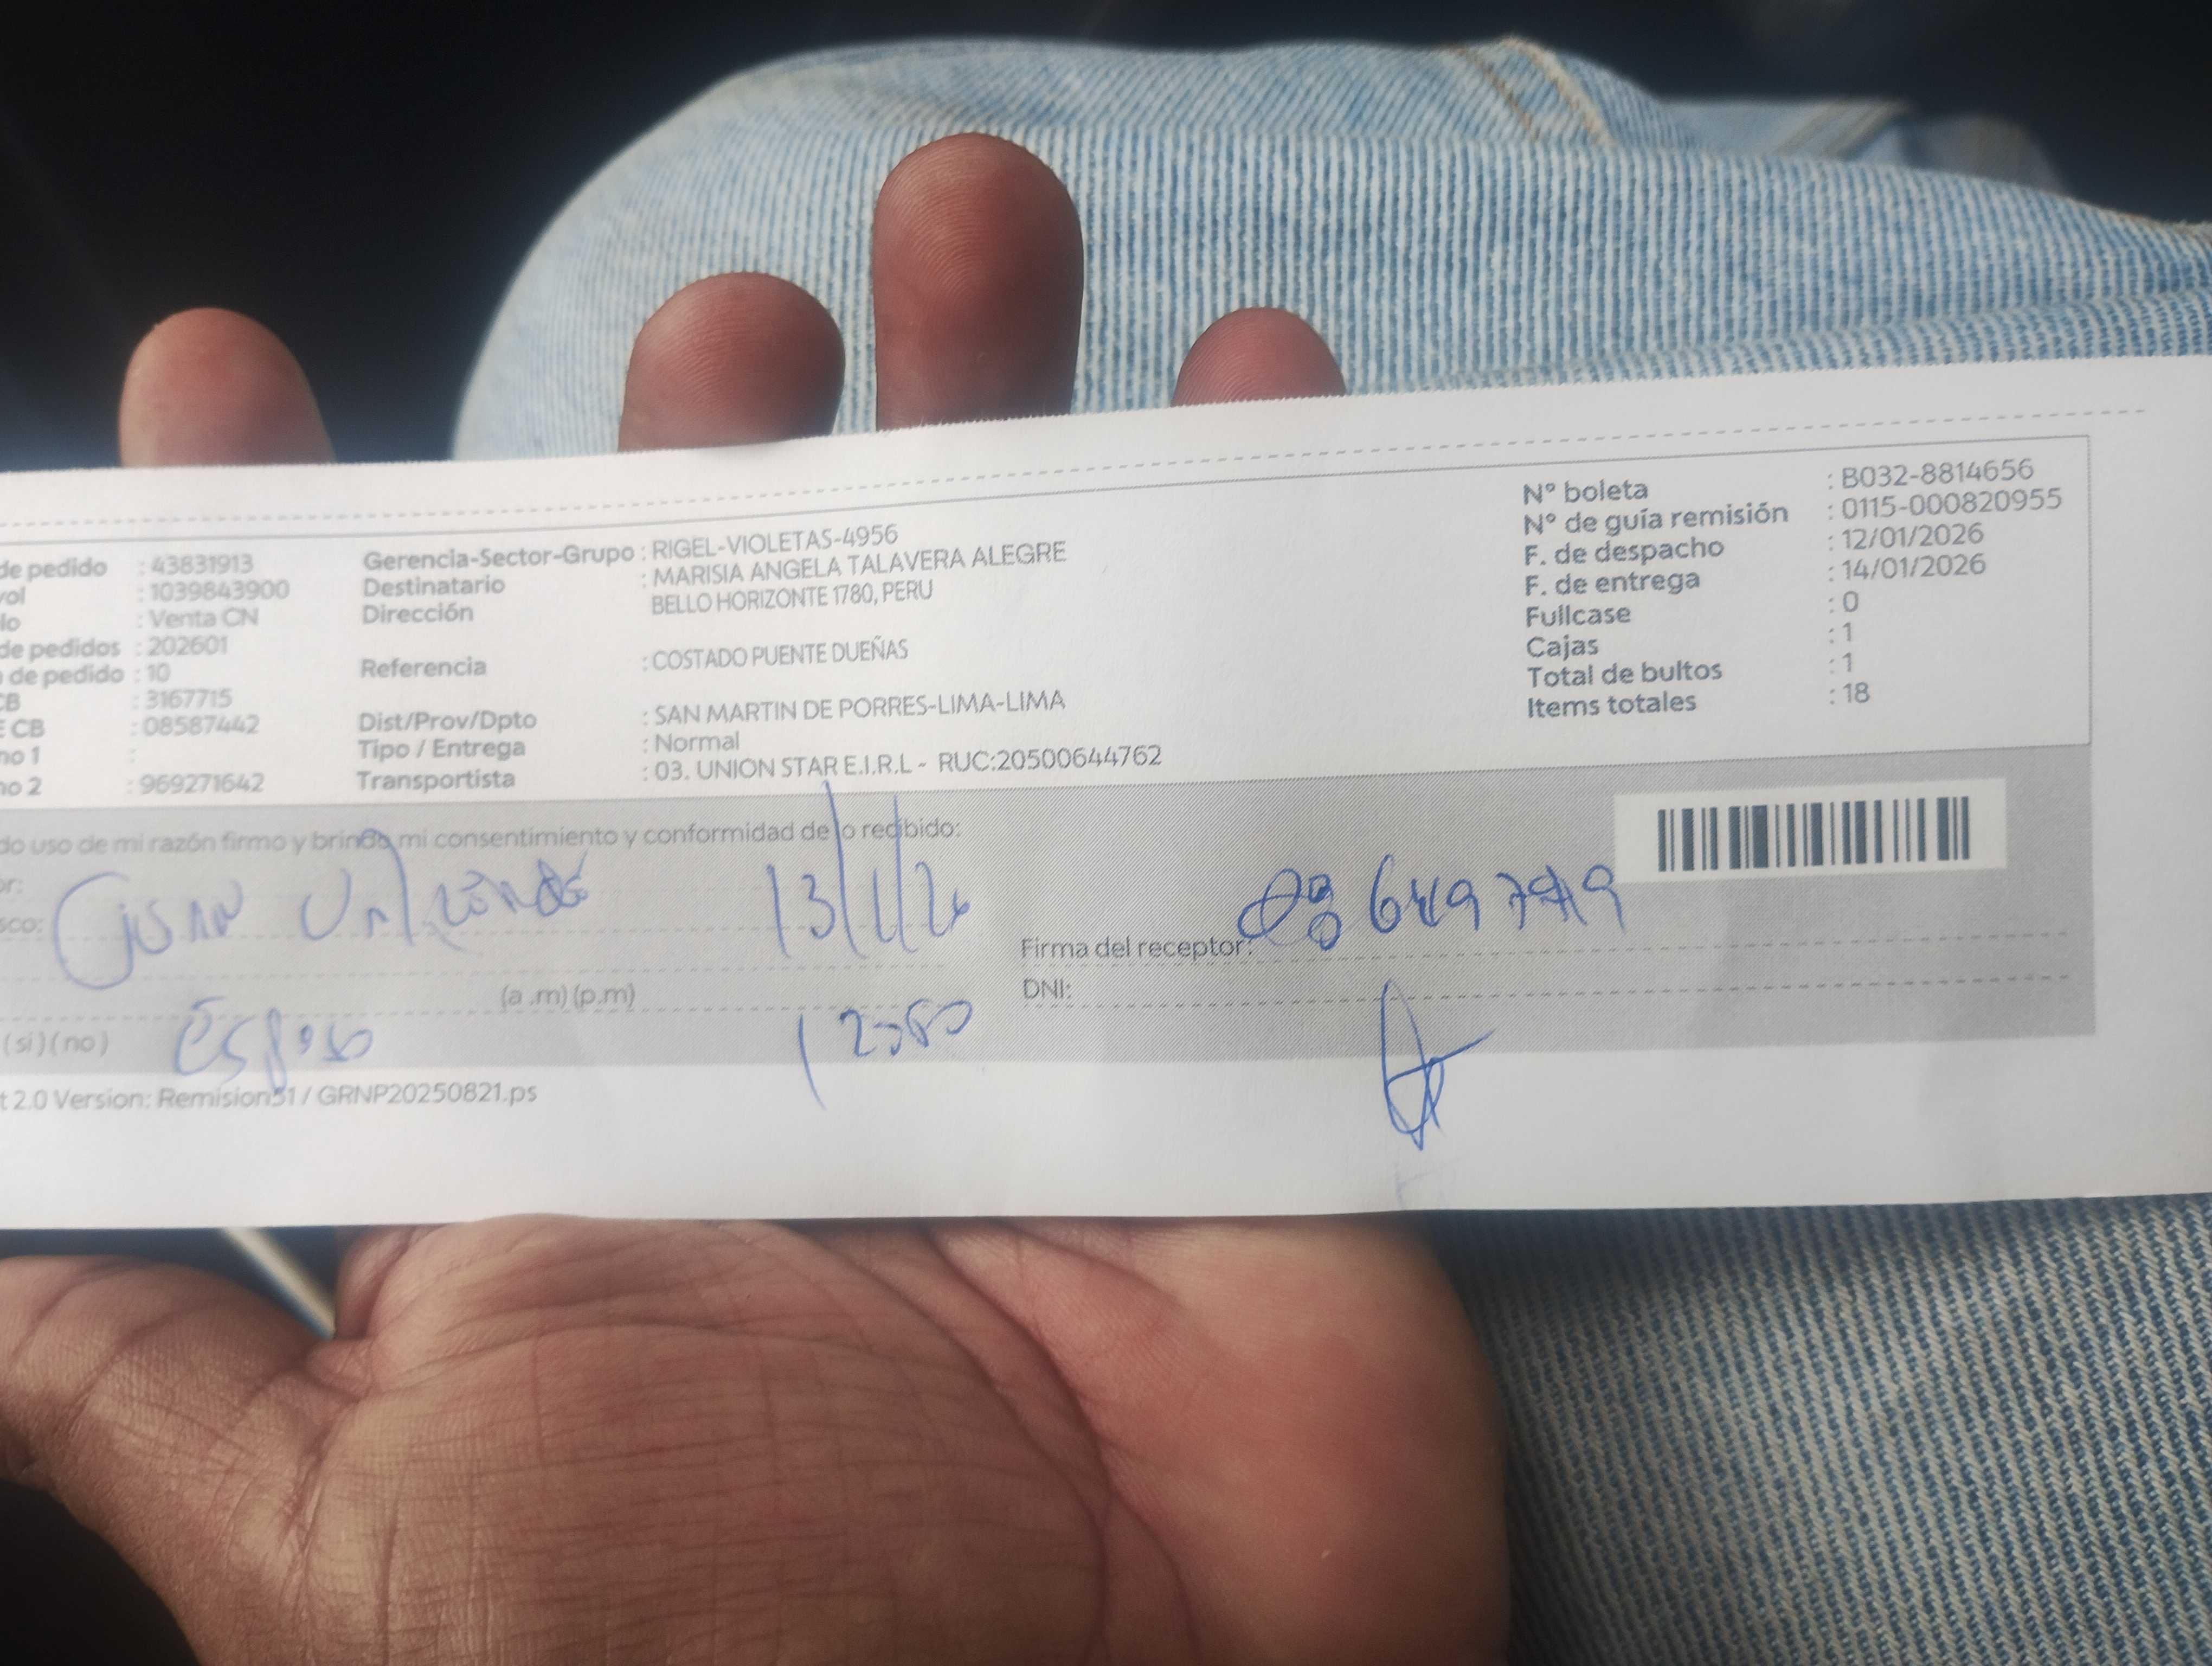 de pedido : 43831913
: 1039843900
: Venta CN
de pedidos : 202601
de pedido : 10
CB : 3167715
E CB : 08587442
no 1 :
no 2 : 969271642
Gerencia-Sector-Grupo : RIGEL-VIOLETAS-4956
Destinatario : MARISIA ANGELA TALAVERA ALEGRE
Dirección BELLO HORIZONTE 1780, PERU
Referencia : COSTADO PUENTE DUEÑAS
Dist/Prov/Dpto : SAN MARTIN DE PORRES-LIMA-LIMA
Tipo / Entrega : Normal
Transportista : 03. UNION STAR E.I.R.L - RUC:20500644762
Nº boleta : B032-8814656
Nº de guía remisión : 0115-000820955
F. de despacho : 12/01/2026
F. de entrega : 14/01/2026
Fullcase : 0
Cajas : 1
Total de bultos : 1
Items totales : 18
do uso de mi razón firmo y brindo mi consentimiento y conformidad de lo recibido:
or:
sco: 13/1/26
Firma del receptor:
(a .m) (p.m)
DNI:
(si) (no) Esposo
t 2.0 Version: Remision31 / GRNP20250821.ps